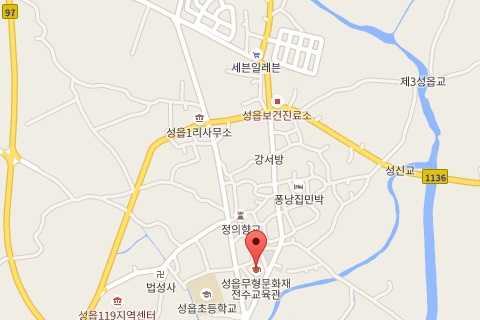 97
세븐일레븐
제3성읍교
성읍보건진료소
성읍1리사무소
강서방
성신교
1136
풍낭집민박
정의향교
성읍무형문화재
전수교육관
법성사
성읍초등학교
성읍119지역센터